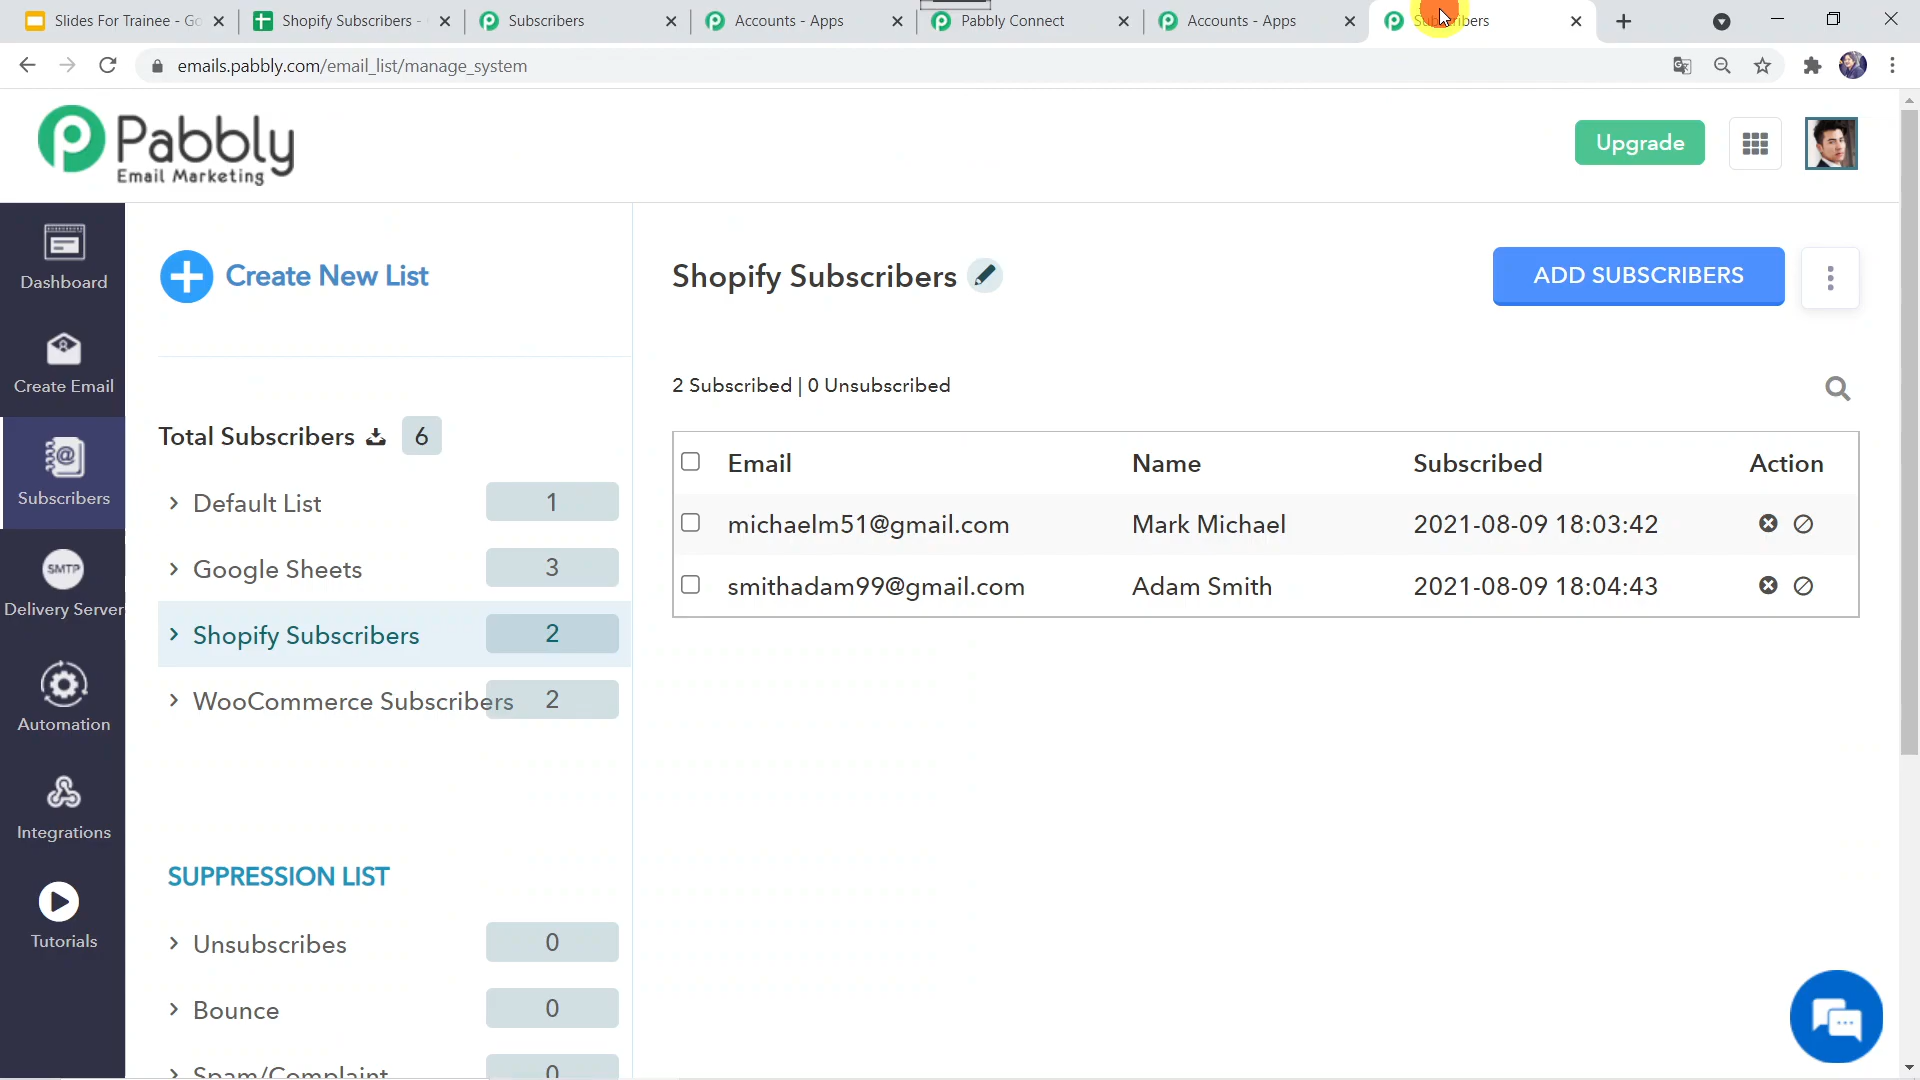 Slides For Trainee - Go
Shopify Subscribers -
Subscribers
Accounts - Apps
Pabbly Connect
Accounts - Apps
Subscribers
emails.pabbly.com/email_list/manage_system
Pabbly
Email Marketing
Upgrade
Dashboard
Create Email
Subscribers
SMTP
Delivery Server
Automation
Integrations
Tutorials
Create New List
Total Subscribers 6
Default List 1
Google Sheets 3
Shopify Subscribers 2
WooCommerce Subscribers 2
SUPPRESSION LIST
Unsubscribes 0
Bounce 0
Spam/Complaint 0
Shopify Subscribers
ADD SUBSCRIBERS
2 Subscribed | 0 Unsubscribed
Email Name Subscribed Action
michaelm51@gmail.com Mark Michael 2021-08-09 18:03:42
smithadam99@gmail.com Adam Smith 2021-08-09 18:04:43